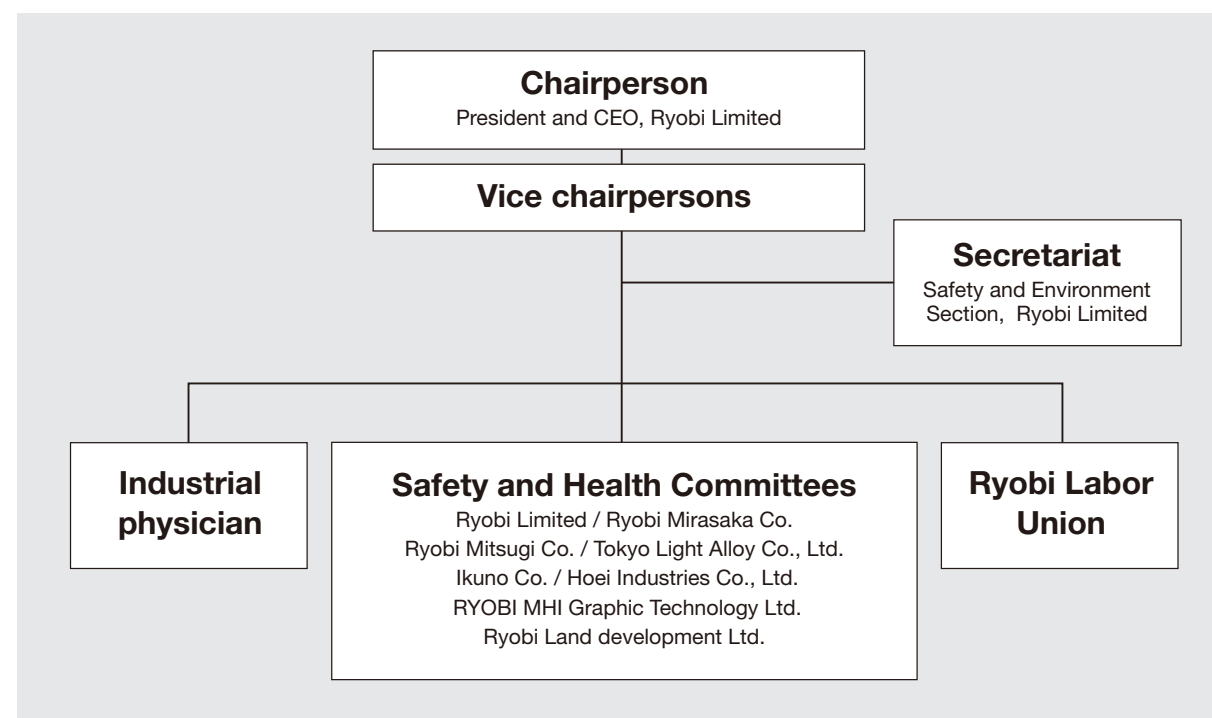 Chairperson
President and CEO, Ryobi Limited
Vice chairpersons
Secretariat
Safety and Environment
Section, Ryobi Limited
Industrial
physician
Safety and Health Committees
Ryobi Limited / Ryobi Mirasaka Co.
Ryobi Mitsugi Co. / Tokyo Light Alloy Co., Ltd.
Ikuno Co. / Hoei Industries Co., Ltd.
RYOBI MHI Graphic Technology Ltd.
Ryobi Land development Ltd.
Ryobi Labor
Union